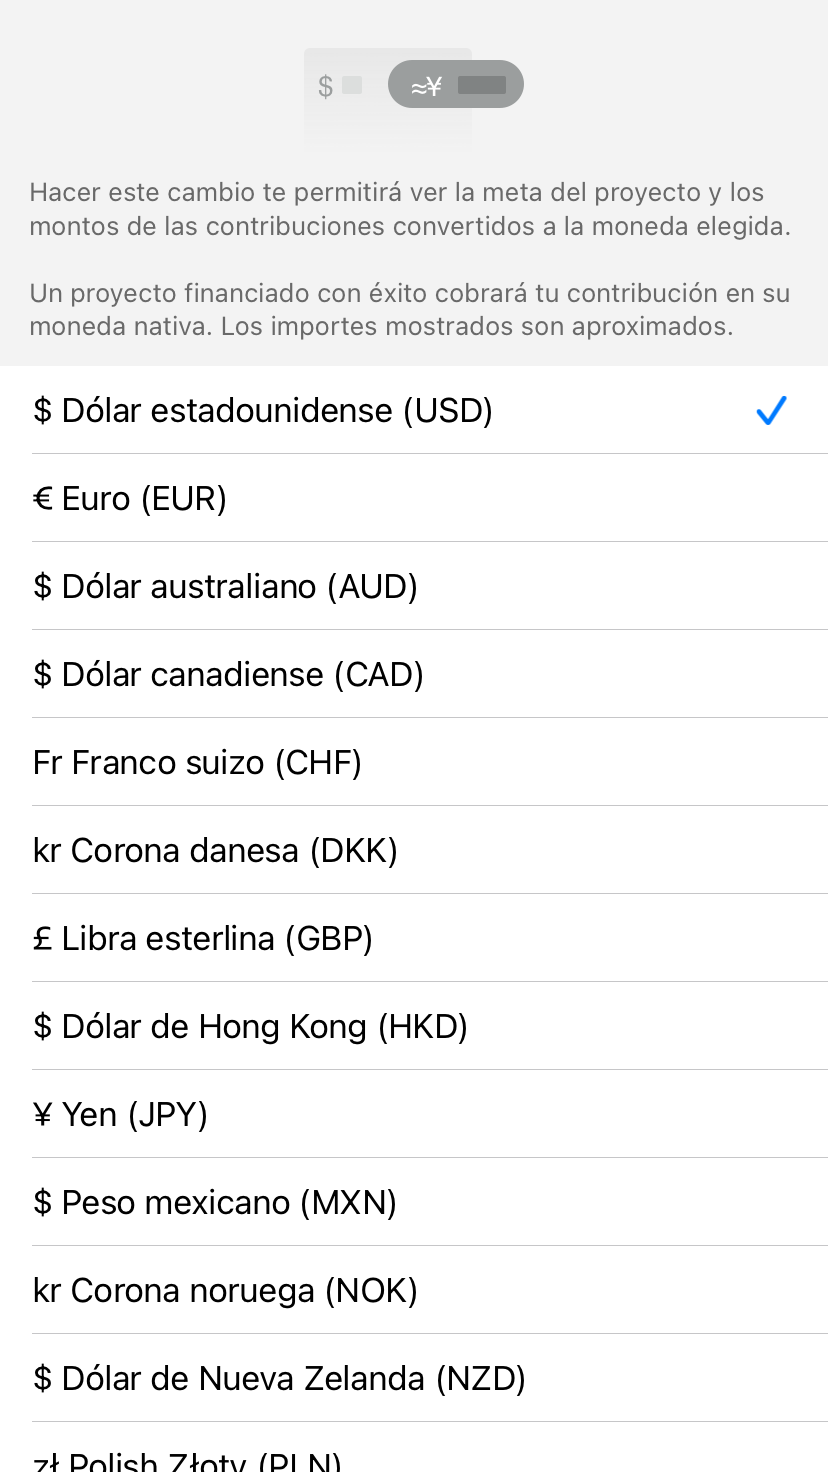 $ ≈¥
Hacer este cambio te permitirá ver la meta del proyecto y los
montos de las contribuciones convertidos a la moneda elegida.
Un proyecto financiado con éxito cobrará tu contribución en su
moneda nativa. Los importes mostrados son aproximados.
$ Dólar estadounidense (USD)
€ Euro (EUR)
$ Dólar australiano (AUD)
$ Dólar canadiense (CAD)
Fr Franco suizo (CHF)
kr Corona danesa (DKK)
£ Libra esterlina (GBP)
$ Dólar de Hong Kong (HKD)
¥ Yen (JPY)
$ Peso mexicano (MXN)
kr Corona noruega (NOK)
$ Dólar de Nueva Zelanda (NZD)
zł Polish Złoty (PLN)